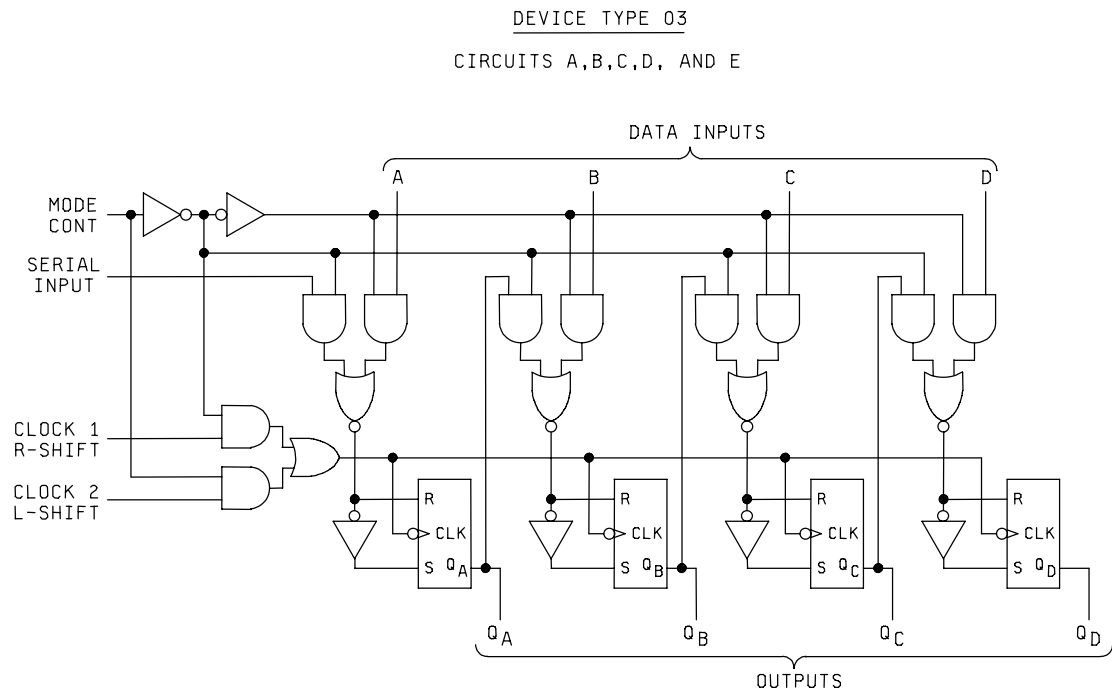 DEVICE TYPE 03
CIRCUITS A,B,C,D, AND E
DATA INPUTS
A B C D
MODE
CONT
SERIAL
INPUT
CLOCK 1
R-SHIFT
CLOCK 2
L-SHIFT
R R R R
CLK CLK CLK CLK
S QA S QB S QC S QD
QA QB QC QD
OUTPUTS